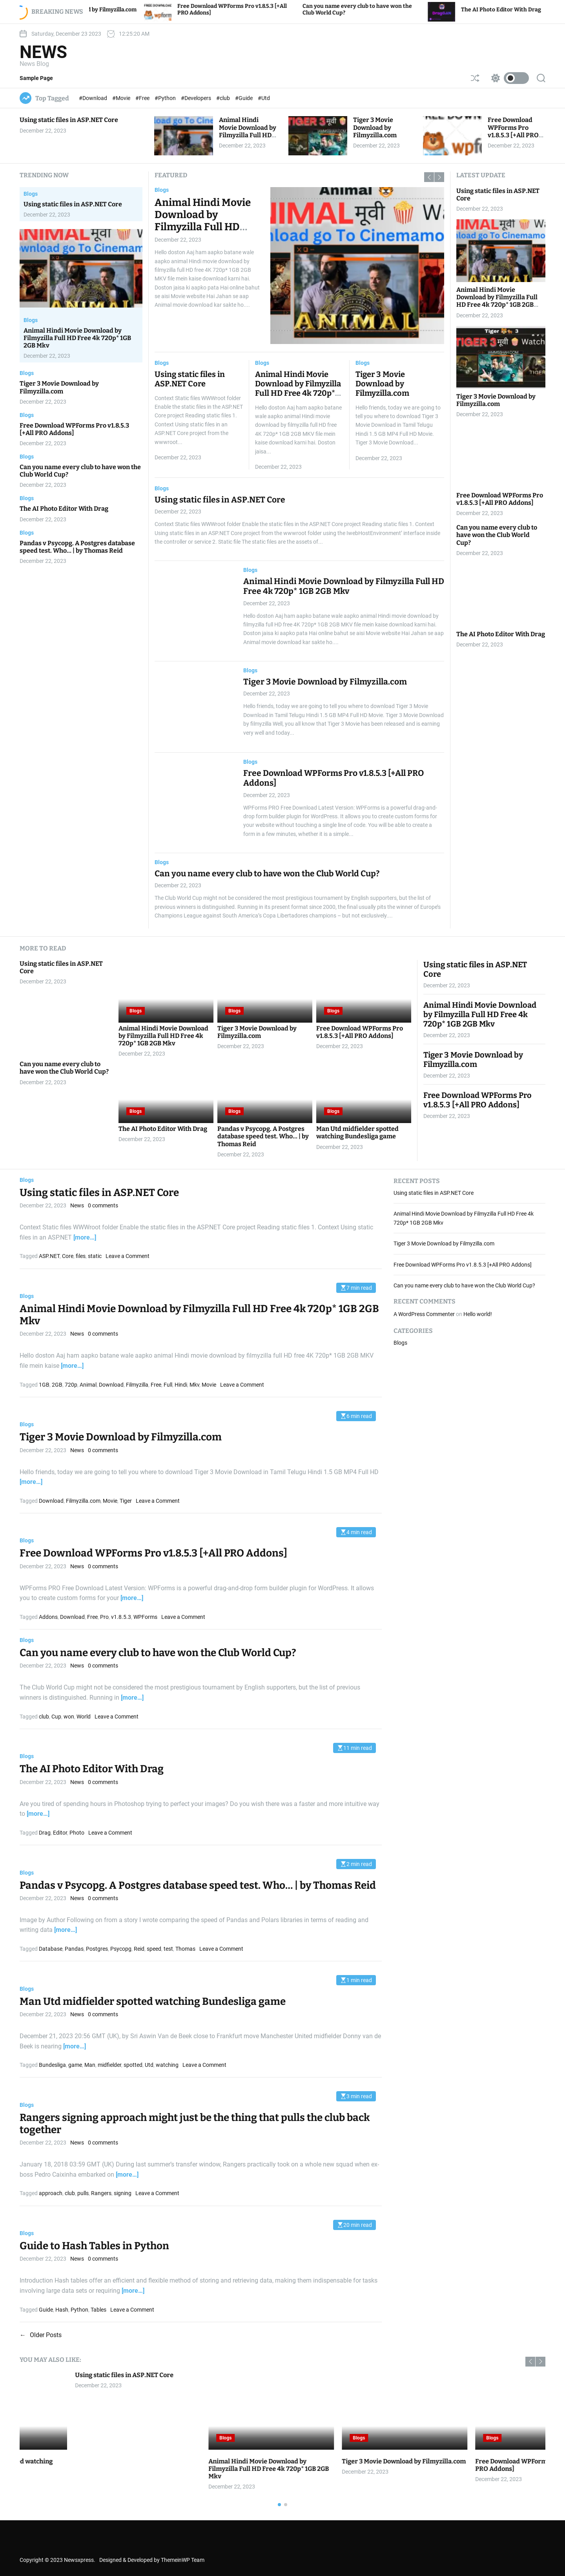 BREAKING NEWS
l by Filmyzilla.com
Free Download WPForms Pro v1.8.5.3 [+All PRO Addons]
Can you name every club to have won the Club World Cup?
The AI Photo Editor With Drag
Saturday, December 23 2023
12:25:20 AM
NEWS
News Blog
Sample Page
Top Tagged
#Download #Movie #Free #Python #Developers #club #Guide #Utd
Using static files in ASP.NET Core
December 22, 2023
Animal Hindi Movie Download by Filmyzilla Full HD
December 22, 2023
Tiger 3 Movie Download by Filmyzilla.com
December 22, 2023
Free Download WPForms Pro v1.8.5.3 [+All PRO
December 22, 2023
TRENDING NOW
Blogs
Using static files in ASP.NET Core
December 22, 2023
Blogs
Animal Hindi Movie Download by Filmyzilla Full HD Free 4k 720p* 1GB 2GB Mkv
December 22, 2023
Blogs
Tiger 3 Movie Download by Filmyzilla.com
December 22, 2023
Blogs
Free Download WPForms Pro v1.8.5.3 [+All PRO Addons]
December 22, 2023
Blogs
Can you name every club to have won the Club World Cup?
December 22, 2023
Blogs
The AI Photo Editor With Drag
December 22, 2023
Blogs
Pandas v Psycopg. A Postgres database speed test. Who… | by Thomas Reid
December 22, 2023
FEATURED
Blogs
Animal Hindi Movie Download by Filmyzilla Full HD…
December 22, 2023
Hello doston Aaj ham aapko batane wale aapko animal Hindi movie download by filmyzilla full HD free 4K 720p* 1GB 2GB MKV file mein kaise download karni hai. Doston jaisa ki aapko pata Hai online bahut se aisi Movie website Hai Jahan se aap Animal movie download kar sakte ho….
ANIMAL मूवी
Download go To Cinemamo
ANIMAL
Blogs
Using static files in ASP.NET Core
Context Static files WWWroot folder Enable the static files in the ASP.NET Core project Reading static files 1. Context Using static files in an ASP.NET Core project from the wwwroot…
December 22, 2023
Blogs
Animal Hindi Movie Download by Filmyzilla Full HD Free 4k 720p*…
Hello doston Aaj ham aapko batane wale aapko animal Hindi movie download by filmyzilla full HD free 4K 720p* 1GB 2GB MKV file mein kaise download karni hai. Doston jaisa…
December 22, 2023
Blogs
Tiger 3 Movie Download by Filmyzilla.com
Hello friends, today we are going to tell you where to download Tiger 3 Movie Download in Tamil Telugu Hindi 1.5 GB MP4 Full HD Movie. Tiger 3 Movie Download…
December 22, 2023
Blogs
Using static files in ASP.NET Core
December 22, 2023
Context Static files WWWroot folder Enable the static files in the ASP.NET Core project Reading static files 1. Context Using static files in an ASP.NET Core project from the wwwroot folder using the IwebHostEnvironment' Interface inside the controller or service 2. Static file The static files are the assets of…
Blogs
Animal Hindi Movie Download by Filmyzilla Full HD Free 4k 720p* 1GB 2GB Mkv
December 22, 2023
Hello doston Aaj ham aapko batane wale aapko animal Hindi movie download by filmyzilla full HD free 4K 720p* 1GB 2GB MKV file mein kaise download karni hai. Doston jaisa ki aapko pata Hai online bahut se aisi Movie website Hai Jahan se aap Animal movie download kar sakte ho….
Blogs
Tiger 3 Movie Download by Filmyzilla.com
December 22, 2023
Hello friends, today we are going to tell you where to download Tiger 3 Movie Download in Tamil Telugu Hindi 1.5 GB MP4 Full HD Movie. Tiger 3 Movie Download by filmyzilla Well, you all know that Tiger 3 Movie has been released and is earning very well and today…
Blogs
Free Download WPForms Pro v1.8.5.3 [+All PRO Addons]
December 22, 2023
WPForms PRO Free Download Latest Version: WPForms is a powerful drag-and-drop form builder plugin for WordPress. It allows you to create custom forms for your website without touching a single line of code. You will be able to create a form in a few minutes, whether it is a simple…
Blogs
Can you name every club to have won the Club World Cup?
December 22, 2023
The Club World Cup might not be considered the most prestigious tournament by English supporters, but the list of previous winners is distinguished. Running in its present format since 2000, the final usually pits the winner of Europe's Champions League against South America's Copa Libertadores champions – but not exclusively….
LATEST UPDATE
Using static files in ASP.NET Core
December 22, 2023
Animal Hindi Movie Download by Filmyzilla Full HD Free 4k 720p* 1GB 2GB…
December 22, 2023
Tiger 3 Movie Download by Filmyzilla.com
December 22, 2023
Free Download WPForms Pro v1.8.5.3 [+All PRO Addons]
December 22, 2023
Can you name every club to have won the Club World Cup?
December 22, 2023
The AI Photo Editor With Drag
December 22, 2023
MORE TO READ
Using static files in ASP.NET Core
December 22, 2023
Blogs
Animal Hindi Movie Download by Filmyzilla Full HD Free 4k 720p* 1GB 2GB Mkv
December 22, 2023
Blogs
Tiger 3 Movie Download by Filmyzilla.com
December 22, 2023
Blogs
Free Download WPForms Pro v1.8.5.3 [+All PRO Addons]
December 22, 2023
Can you name every club to have won the Club World Cup?
December 22, 2023
Blogs
The AI Photo Editor With Drag
December 22, 2023
Blogs
Pandas v Psycopg. A Postgres database speed test. Who… | by Thomas Reid
December 22, 2023
Blogs
Man Utd midfielder spotted watching Bundesliga game
December 22, 2023
Using static files in ASP.NET Core
December 22, 2023
Animal Hindi Movie Download by Filmyzilla Full HD Free 4k 720p* 1GB 2GB Mkv
December 22, 2023
Tiger 3 Movie Download by Filmyzilla.com
December 22, 2023
Free Download WPForms Pro v1.8.5.3 [+All PRO Addons]
December 22, 2023
Blogs
Using static files in ASP.NET Core
December 22, 2023 News 0 comments
Context Static files WWWroot folder Enable the static files in the ASP.NET Core project Reading static files 1. Context Using static files in an ASP.NET [more…]
Tagged ASP.NET, Core, files, static Leave a Comment
7 min read
Blogs
Animal Hindi Movie Download by Filmyzilla Full HD Free 4k 720p* 1GB 2GB Mkv
December 22, 2023 News 0 comments
Hello doston Aaj ham aapko batane wale aapko animal Hindi movie download by filmyzilla full HD free 4K 720p* 1GB 2GB MKV file mein kaise [more…]
Tagged 1GB, 2GB, 720p, Animal, Download, Filmyzilla, Free, Full, Hindi, Mkv, Movie Leave a Comment
6 min read
Blogs
Tiger 3 Movie Download by Filmyzilla.com
December 22, 2023 News 0 comments
Hello friends, today we are going to tell you where to download Tiger 3 Movie Download in Tamil Telugu Hindi 1.5 GB MP4 Full HD [more…]
Tagged Download, Filmyzilla.com, Movie, Tiger Leave a Comment
4 min read
Blogs
Free Download WPForms Pro v1.8.5.3 [+All PRO Addons]
December 22, 2023 News 0 comments
WPForms PRO Free Download Latest Version: WPForms is a powerful drag-and-drop form builder plugin for WordPress. It allows you to create custom forms for your [more…]
Tagged Addons, Download, Free, Pro, v1.8.5.3, WPForms Leave a Comment
Blogs
Can you name every club to have won the Club World Cup?
December 22, 2023 News 0 comments
The Club World Cup might not be considered the most prestigious tournament by English supporters, but the list of previous winners is distinguished. Running in [more…]
Tagged club, Cup, won, World Leave a Comment
11 min read
Blogs
The AI Photo Editor With Drag
December 22, 2023 News 0 comments
Are you tired of spending hours in Photoshop trying to perfect your images? Do you wish there was a faster and more intuitive way to [more…]
Tagged Drag, Editor, Photo Leave a Comment
2 min read
Blogs
Pandas v Psycopg. A Postgres database speed test. Who… | by Thomas Reid
December 22, 2023 News 0 comments
Image by Author Following on from a story I wrote comparing the speed of Pandas and Polars libraries in terms of reading and writing data [more…]
Tagged Database, Pandas, Postgres, Psycopg, Reid, speed, test, Thomas Leave a Comment
1 min read
Blogs
Man Utd midfielder spotted watching Bundesliga game
December 22, 2023 News 0 comments
December 21, 2023 20:56 GMT (UK), by Sri Aswin Van de Beek close to Frankfurt move Manchester United midfielder Donny van de Beek is nearing [more…]
Tagged Bundesliga, game, Man, midfielder, spotted, Utd, watching Leave a Comment
3 min read
Blogs
Rangers signing approach might just be the thing that pulls the club back together
December 22, 2023 News 0 comments
January 18, 2018 03:59 GMT (UK) During last summer's transfer window, Rangers practically took on a whole new squad when ex-boss Pedro Caixinha embarked on [more…]
Tagged approach, club, pulls, Rangers, signing Leave a Comment
20 min read
Blogs
Guide to Hash Tables in Python
December 22, 2023 News 0 comments
Introduction Hash tables offer an efficient and flexible method of storing and retrieving data, making them indispensable for tasks involving large data sets or requiring [more…]
Tagged Guide, Hash, Python, Tables Leave a Comment
← Older Posts
RECENT POSTS
Using static files in ASP.NET Core
Animal Hindi Movie Download by Filmyzilla Full HD Free 4k 720p* 1GB 2GB Mkv
Tiger 3 Movie Download by Filmyzilla.com
Free Download WPForms Pro v1.8.5.3 [+All PRO Addons]
Can you name every club to have won the Club World Cup?
RECENT COMMENTS
A WordPress Commenter on Hello world!
CATEGORIES
Blogs
YOU MAY ALSO LIKE:
d watching
Using static files in ASP.NET Core
December 22, 2023
Blogs
Animal Hindi Movie Download by Filmyzilla Full HD Free 4k 720p* 1GB 2GB Mkv
December 22, 2023
Blogs
Tiger 3 Movie Download by Filmyzilla.com
December 22, 2023
Blogs
Free Download WPForm
PRO Addons]
December 22, 2023
Copyright © 2023 Newsxpress. Designed & Developed by ThemeinWP Team